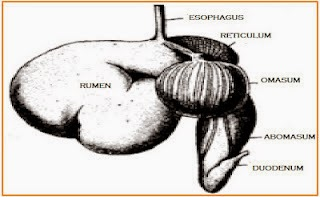 ESOPHAGUS
RETICULUM
OMASUM
RUMEN
ABOMASUM
DUODENUM